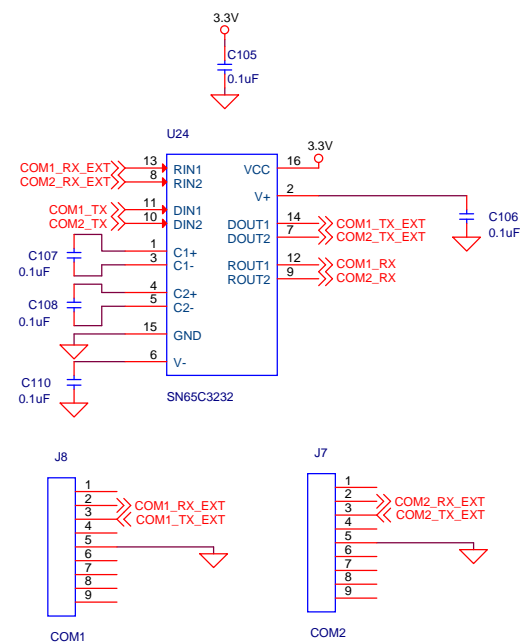 3.3V
C105
0.1uF
U24
3.3V
COM1_RX_EXT 13 RIN1 VCC 16
COM2_RX_EXT 8 RIN2
V+ 2
COM1_TX 11 DIN1
COM2_TX 10 DIN2
DOUT1 14 COM1_TX_EXT
DOUT2 7 COM2_TX_EXT
C106
0.1uF
1 C1+
C107
0.1uF
3 C1-
ROUT1 12 COM1_RX
ROUT2 9 COM2_RX
4 C2+
C108
0.1uF
5 C2-
15 GND
6 V-
C110
0.1uF
SN65C3232
J8
1
2 COM1_RX_EXT
3 COM1_TX_EXT
4
5
6
7
8
9
COM1
J7
1
2 COM2_RX_EXT
3 COM2_TX_EXT
4
5
6
7
8
9
COM2